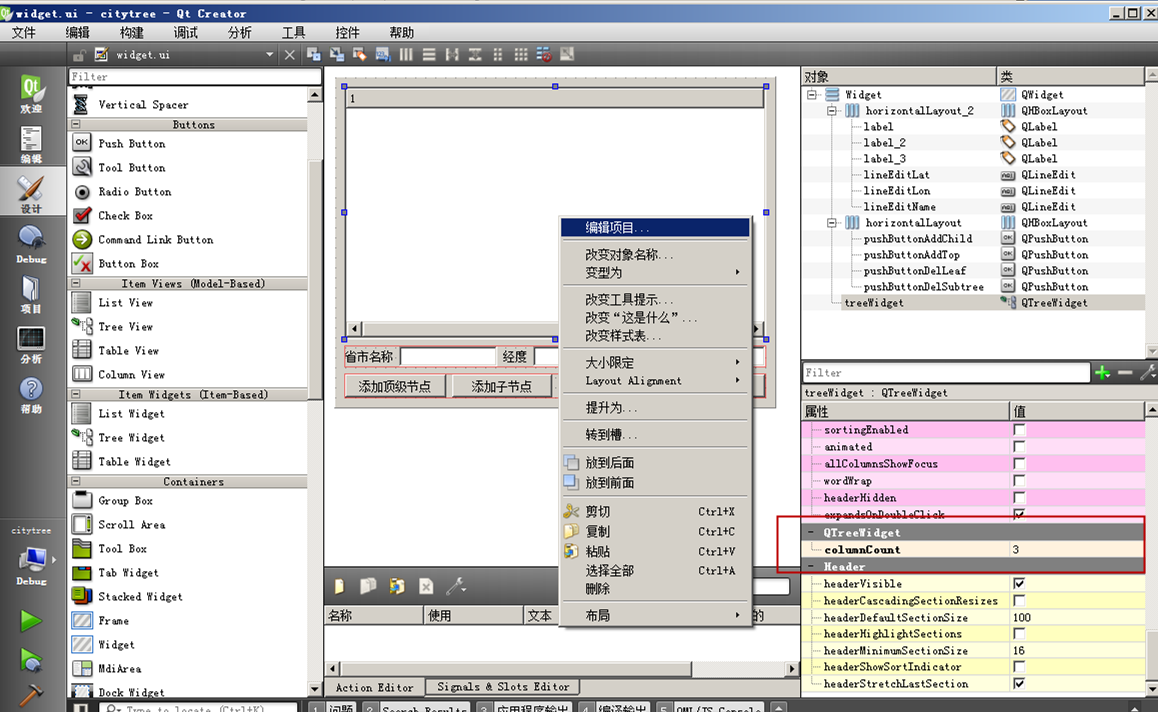 widget.ui - citytree - Qt Creator
文件 编辑 构建 调试 分析 工具 控件 帮助
widget.ui
欢迎
编辑
设计
Debug
项目
分析
帮助
citytree
Debug
Filter
Vertical Spacer
Buttons
OK Push Button
Tool Button
Radio Button
Check Box
Command Link Button
Button Box
Item Views (Model-Based)
List View
Tree View
Table View
Column View
Item Widgets (Item-Based)
List Widget
Tree Widget
Table Widget
Containers
Group Box
Scroll Area
Tool Box
Tab Widget
Stacked Widget
Frame
Widget
MdiArea
Dock Widget
1
省市名称 经度
添加顶级节点 添加子节点
编辑项目...
改变对象名称...
变型为
改变工具提示...
改变“这是什么”...
改变样式表...
大小限定
Layout Alignment
提升为...
转到槽...
放到后面
放到前面
剪切 Ctrl+X
复制 Ctrl+C
粘贴 Ctrl+V
选择全部 Ctrl+A
删除
布局
名称 使用 文本 的
Action Editor Signals & Slots Editor
对象 类
Widget QWidget
horizontalLayout_2 QHBoxLayout
label QLabel
label_2 QLabel
label_3 QLabel
lineEditLat QLineEdit
lineEditLon QLineEdit
lineEditName QLineEdit
horizontalLayout QHBoxLayout
pushButtonAddChild QPushButton
pushButtonAddTop QPushButton
pushButtonDelLeaf QPushButton
pushButtonDelSubtree QPushButton
treeWidget QTreeWidget
Filter
treeWidget : QTreeWidget
属性 值
sortingEnabled
animated
allColumnsShowFocus
wordWrap
headerHidden
expandsOnDoubleClick
QTreeWidget
columnCount 3
Header
headerVisible
headerCascadingSectionResizes
headerDefaultSectionSize 100
headerHighlightSections
headerMinimumSectionSize 16
headerShowSortIndicator
headerStretchLastSection
Type to locate (Ctrl+K) 1 问题 2 Search Results 3 应用程序输出 4 编译输出 5 QML/JS Console